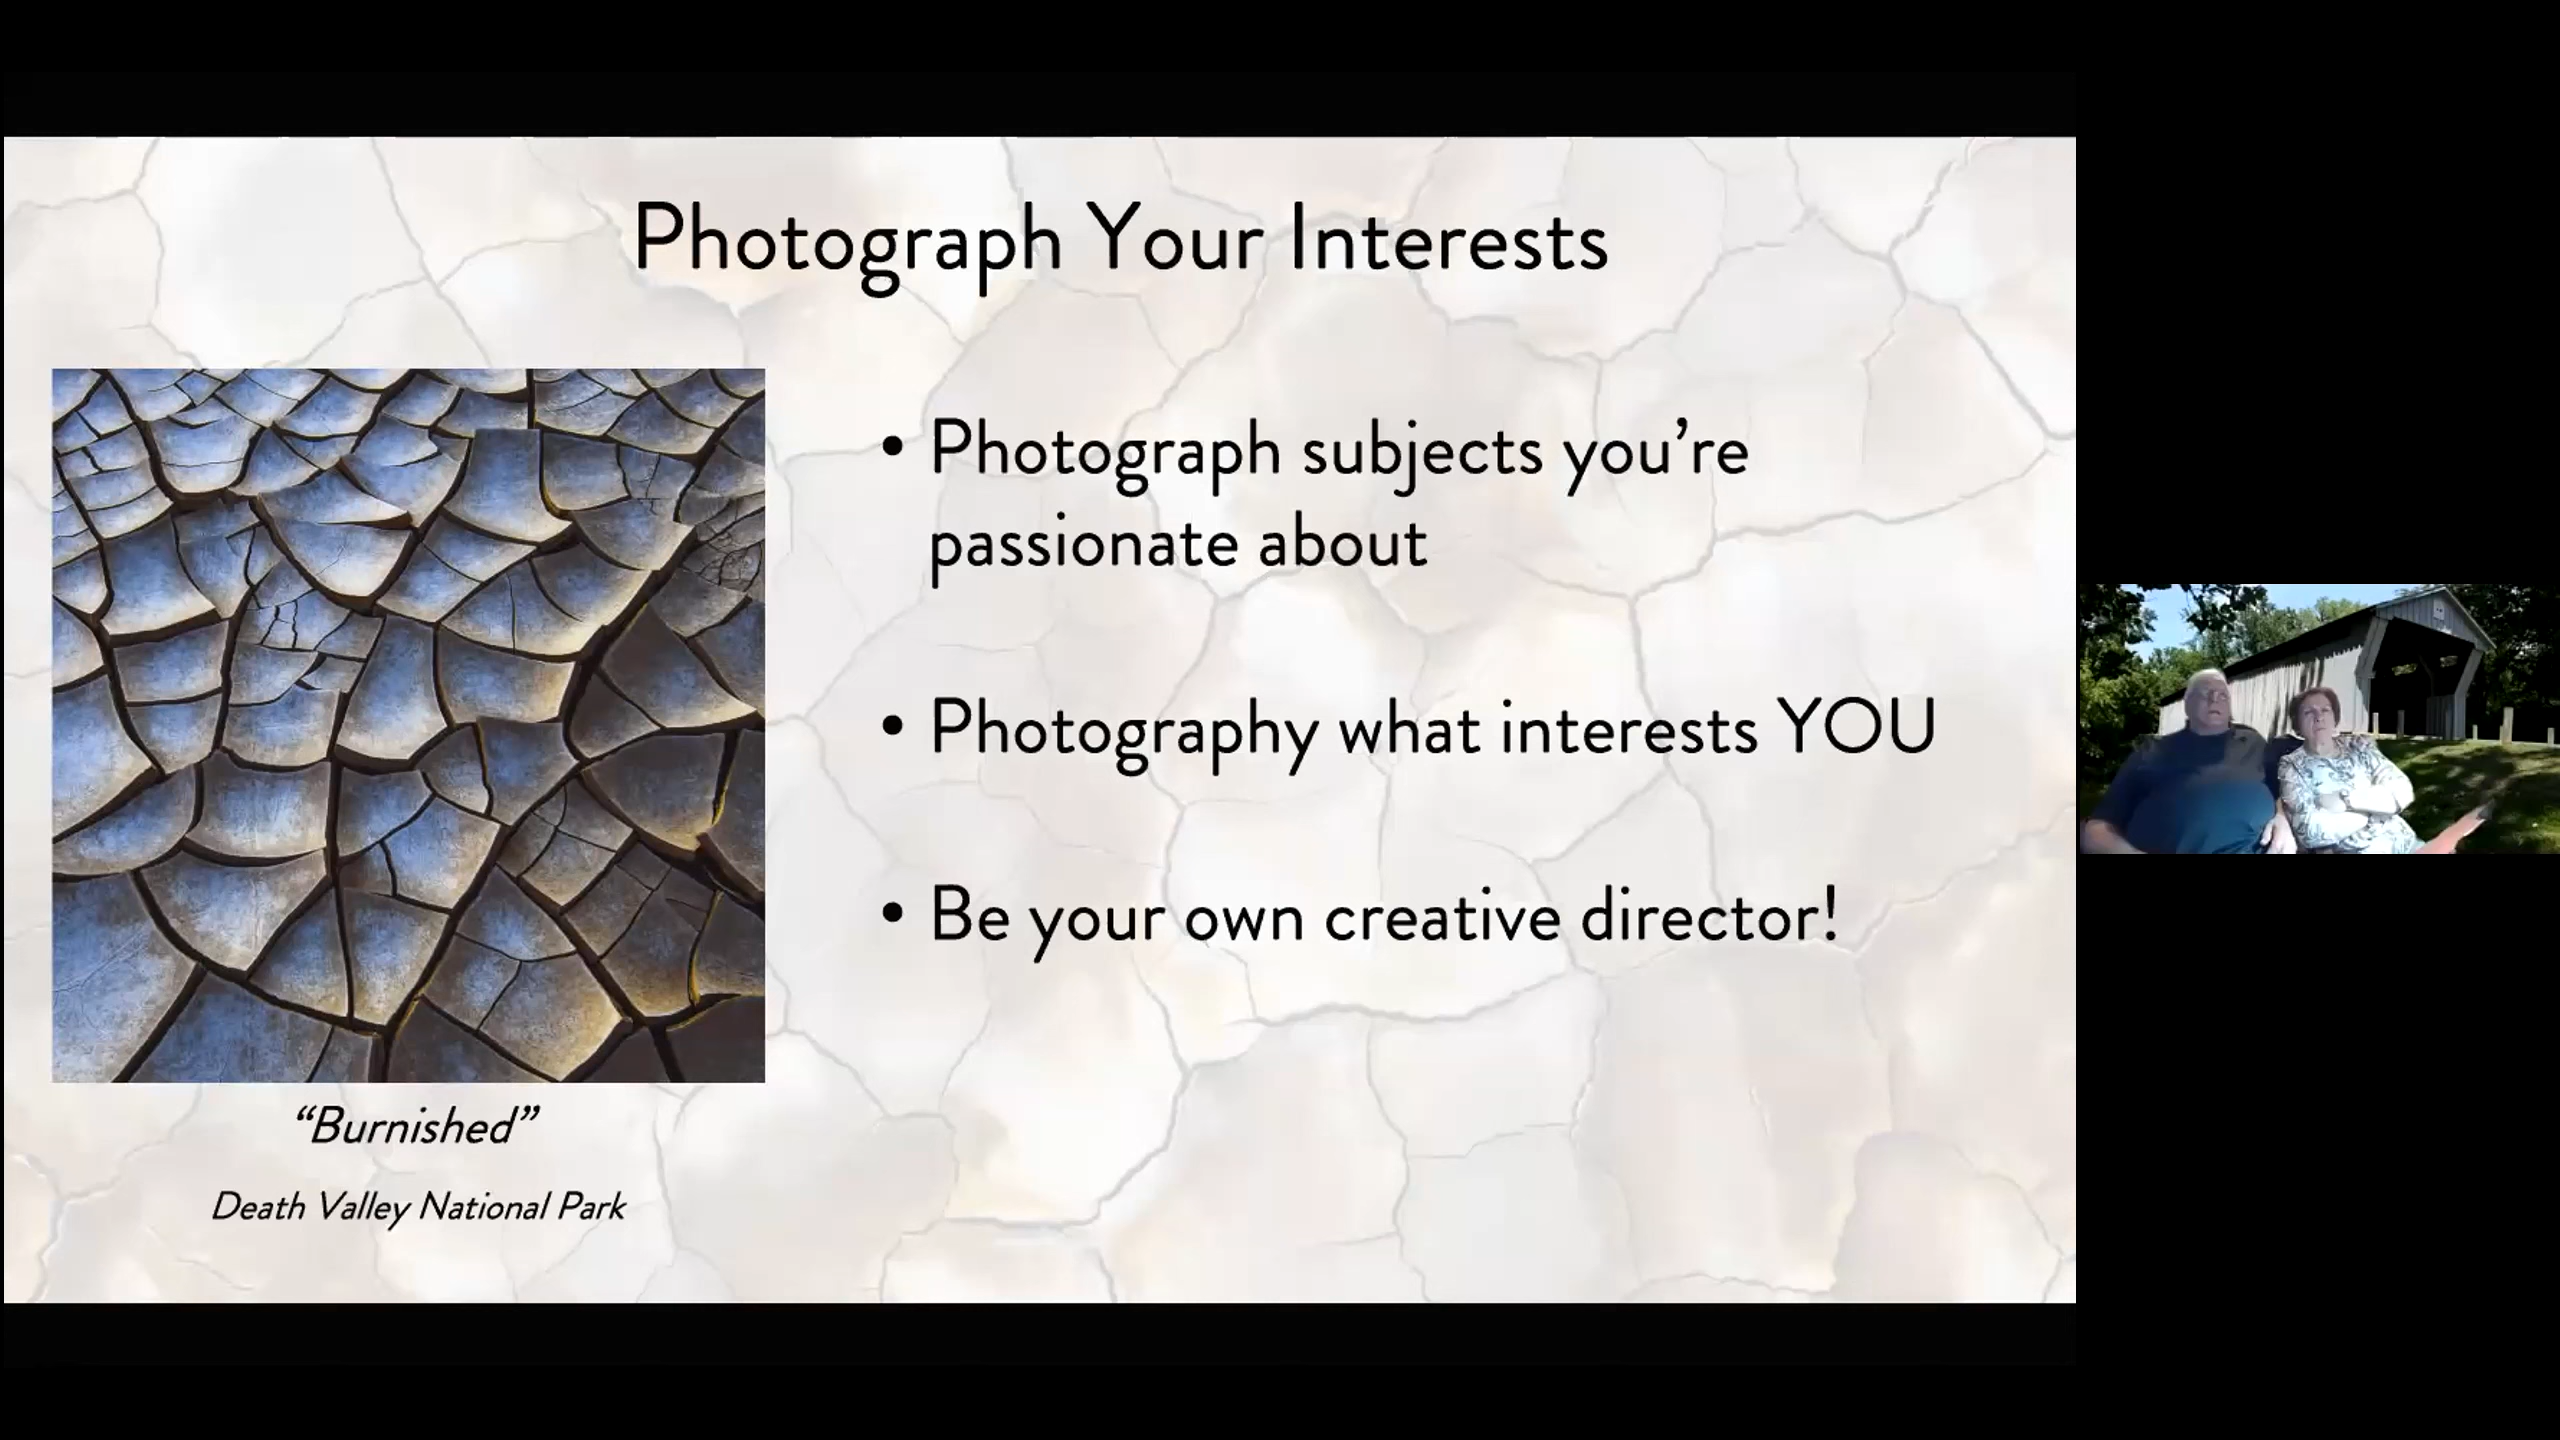 Photograph Your Interests
• Photograph subjects you’re
passionate about
• Photography what interests YOU
• Be your own creative director!
“Burnished”
Death Valley National Park